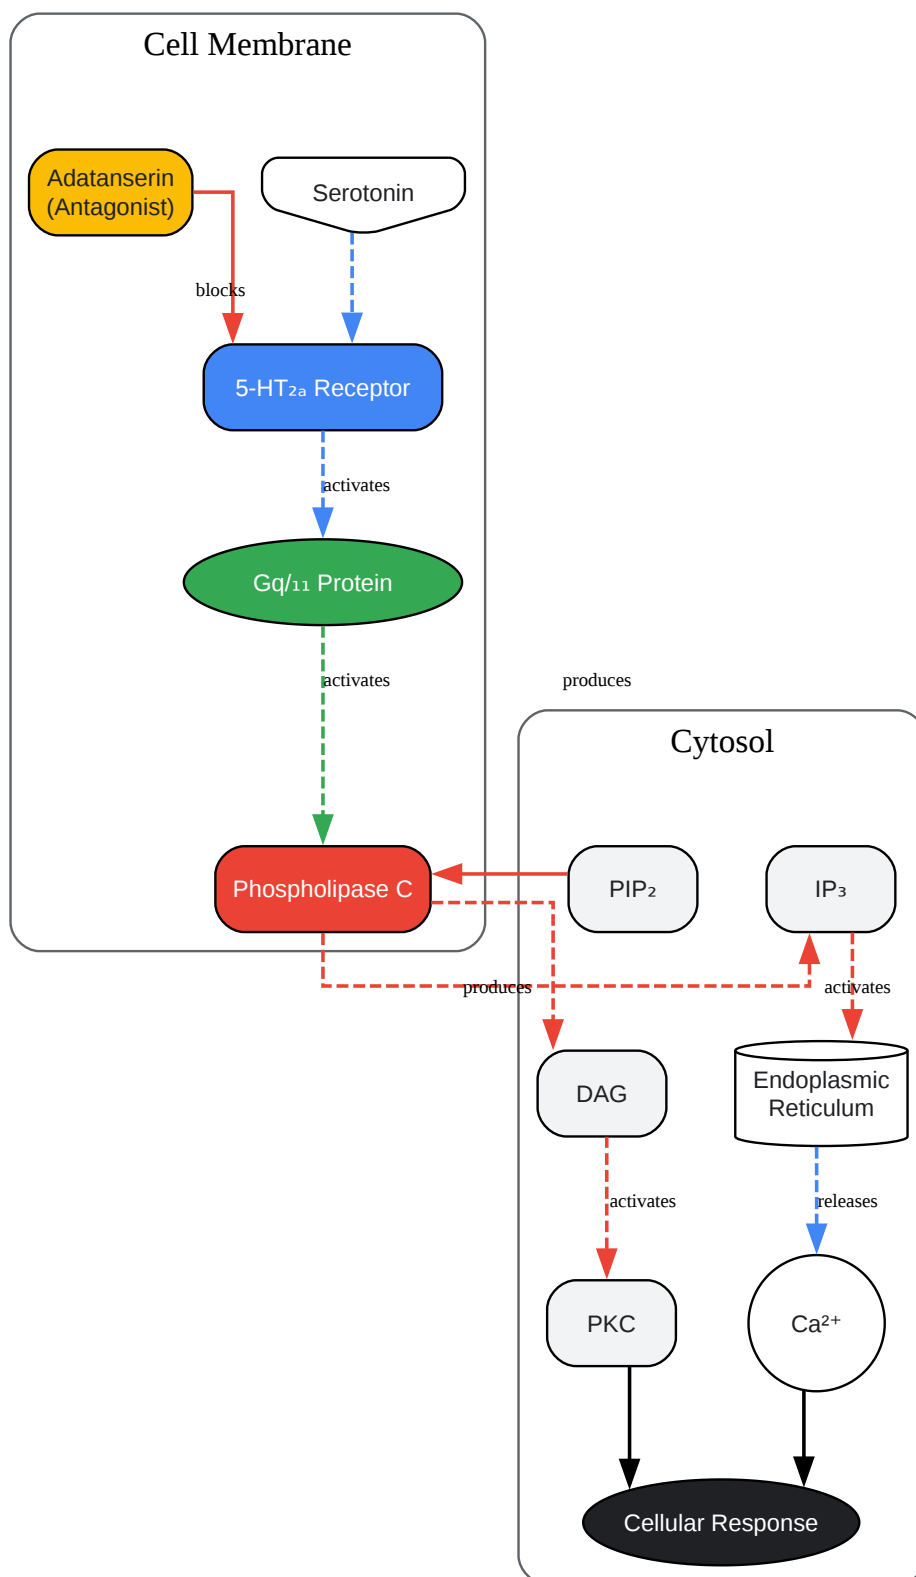 Cell Membrane
Adatanserin
(Antagonist)
Serotonin
blocks
5-HT₂ₐ Receptor
activates
Gq/₁₁ Protein
activates
produces
Cytosol
Phospholipase C
PIP₂
IP₃
produces
activates
DAG
Endoplasmic
Reticulum
activates
releases
PKC
Ca²⁺
Cellular Response